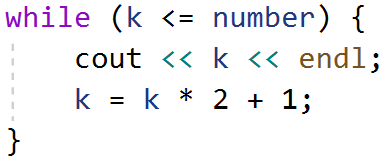 while (k <= number) {
    cout << k << endl;
    k = k * 2 + 1;
}